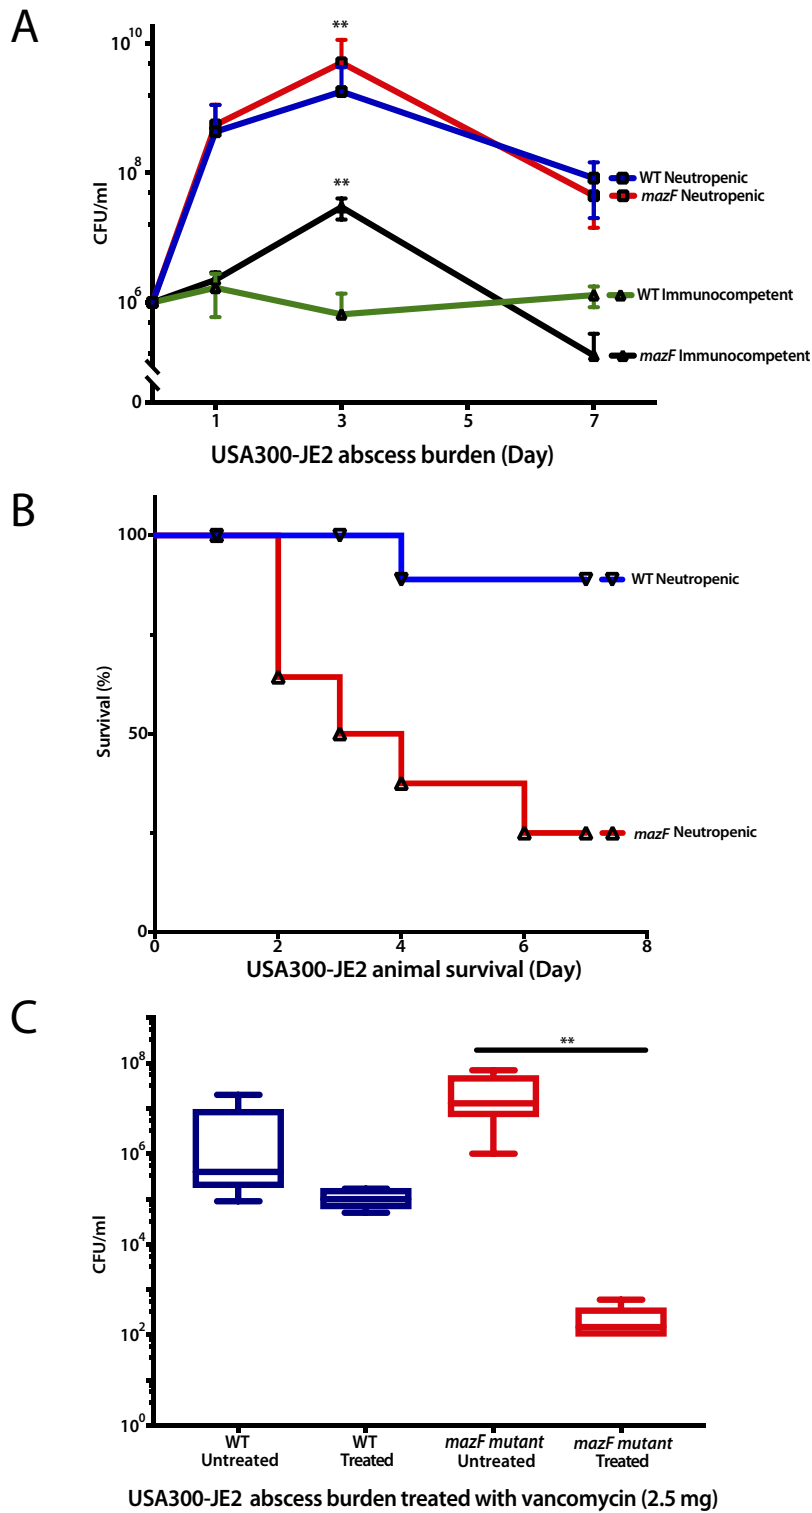 A
**
10^10
10^8
10^6
0
CFU/ml
**
WT Neutropenic
mazF Neutropenic
WT Immunocompetent
mazF Immunocompetent
1
3
5
7
USA300-JE2 abscess burden (Day)
B
100
50
0
Survival (%)
WT Neutropenic
mazF Neutropenic
0
2
4
6
8
USA300-JE2 animal survival (Day)
C
**
10^8
10^6
10^4
10^2
10^0
CFU/ml
WT
Untreated
WT
Treated
mazF mutant
Untreated
mazF mutant
Treated
USA300-JE2 abscess burden treated with vancomycin (2.5 mg)